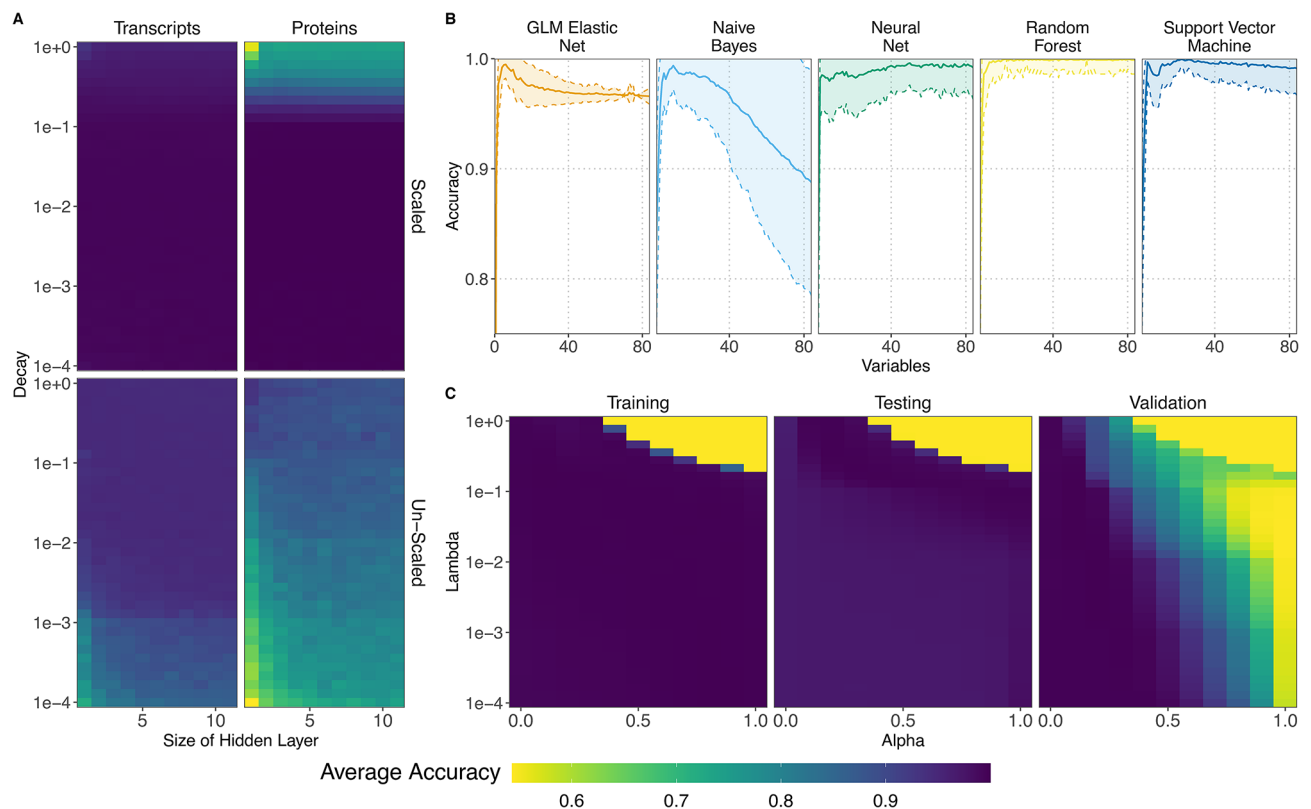 A
Transcripts
Proteins
1e+0
1e−1
1e−2
1e−3
1e−4
Scaled
Decay
1e+0
1e−1
1e−2
1e−3
1e−4
Un−Scaled
5
10
5
10
Size of Hidden Layer
B
GLM Elastic
Net
Naive
Bayes
Neural
Net
Random
Forest
Support Vector
Machine
1.0
0.9
0.8
Accuracy
0
40
80
40
80
40
80
40
80
40
80
Variables
C
Training
Testing
Validation
1e+0
1e−1
1e−2
1e−3
1e−4
Lambda
0.0
0.5
1.0
0.0
0.5
1.0
0.0
0.5
1.0
Alpha
Average Accuracy
0.6
0.7
0.8
0.9